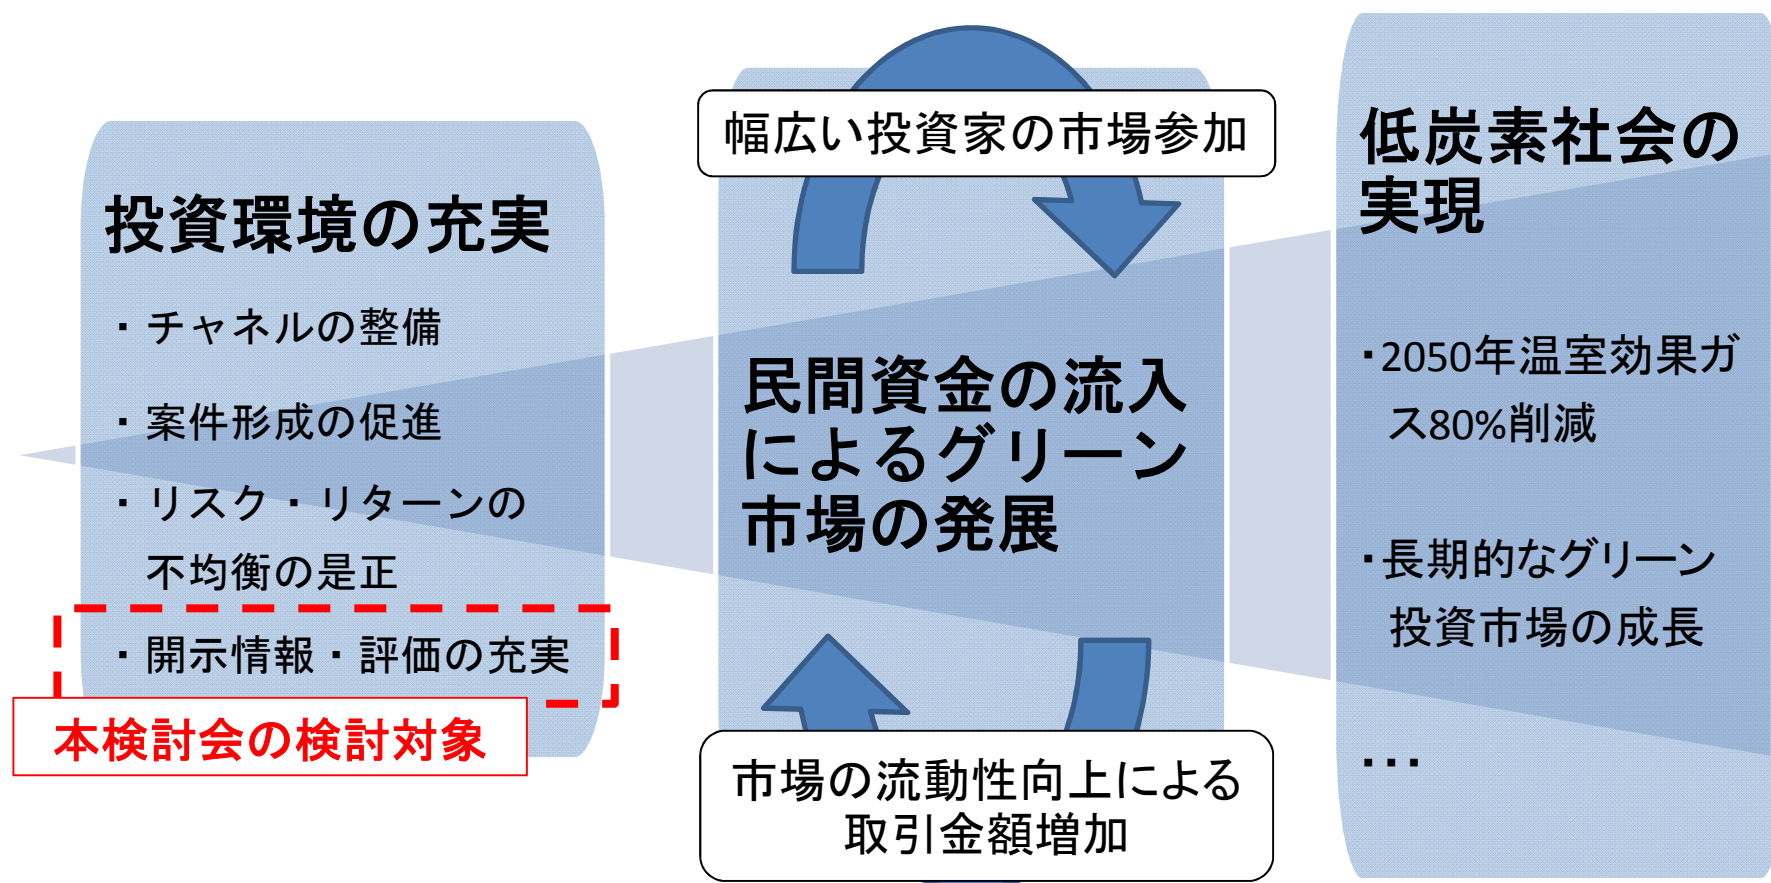 投資環境の充実
・チャネルの整備
・案件形成の促進
・リスク・リターンの
不均衡の是正
・開示情報・評価の充実
本検討会の検討対象
幅広い投資家の市場参加
民間資金の流入
によるグリーン
市場の発展
市場の流動性向上による
取引金額増加
低炭素社会の
実現
・2050年温室効果ガ
ス80%削減
・長期的なグリーン
投資市場の成長
・・・